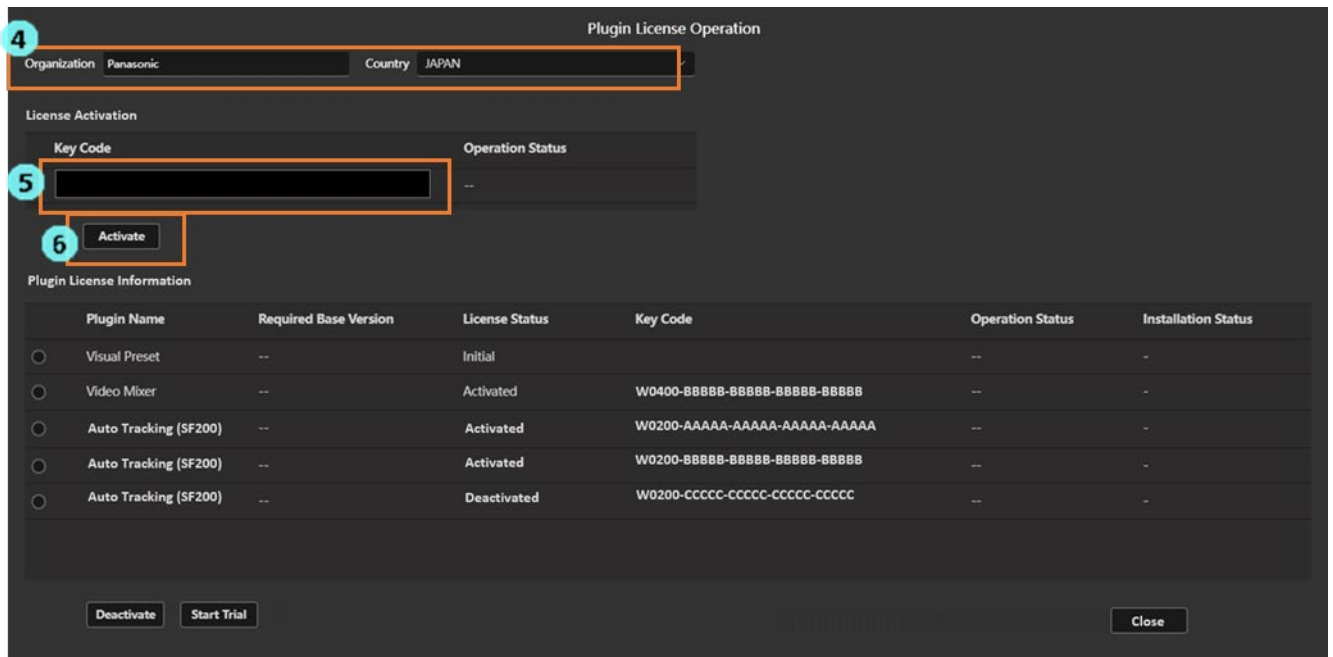 Plugin License Operation
4
Organization Panasonic Country JAPAN
License Activation
Key Code Operation Status
5
--
6 Activate
Plugin License Information
Plugin Name Required Base Version License Status Key Code Operation Status Installation Status
Visual Preset -- Initial -- -
Video Mixer -- Activated W0400-BBBBB-BBBBB-BBBBB-BBBBB -- -
Auto Tracking (SF200) -- Activated W0200-AAAAA-AAAAA-AAAAA-AAAAA -- -
Auto Tracking (SF200) -- Activated W0200-BBBBB-BBBBB-BBBBB-BBBBB -- -
Auto Tracking (SF200) -- Deactivated W0200-CCCCC-CCCCC-CCCCC-CCCCC -- -
Deactivate Start Trial Close